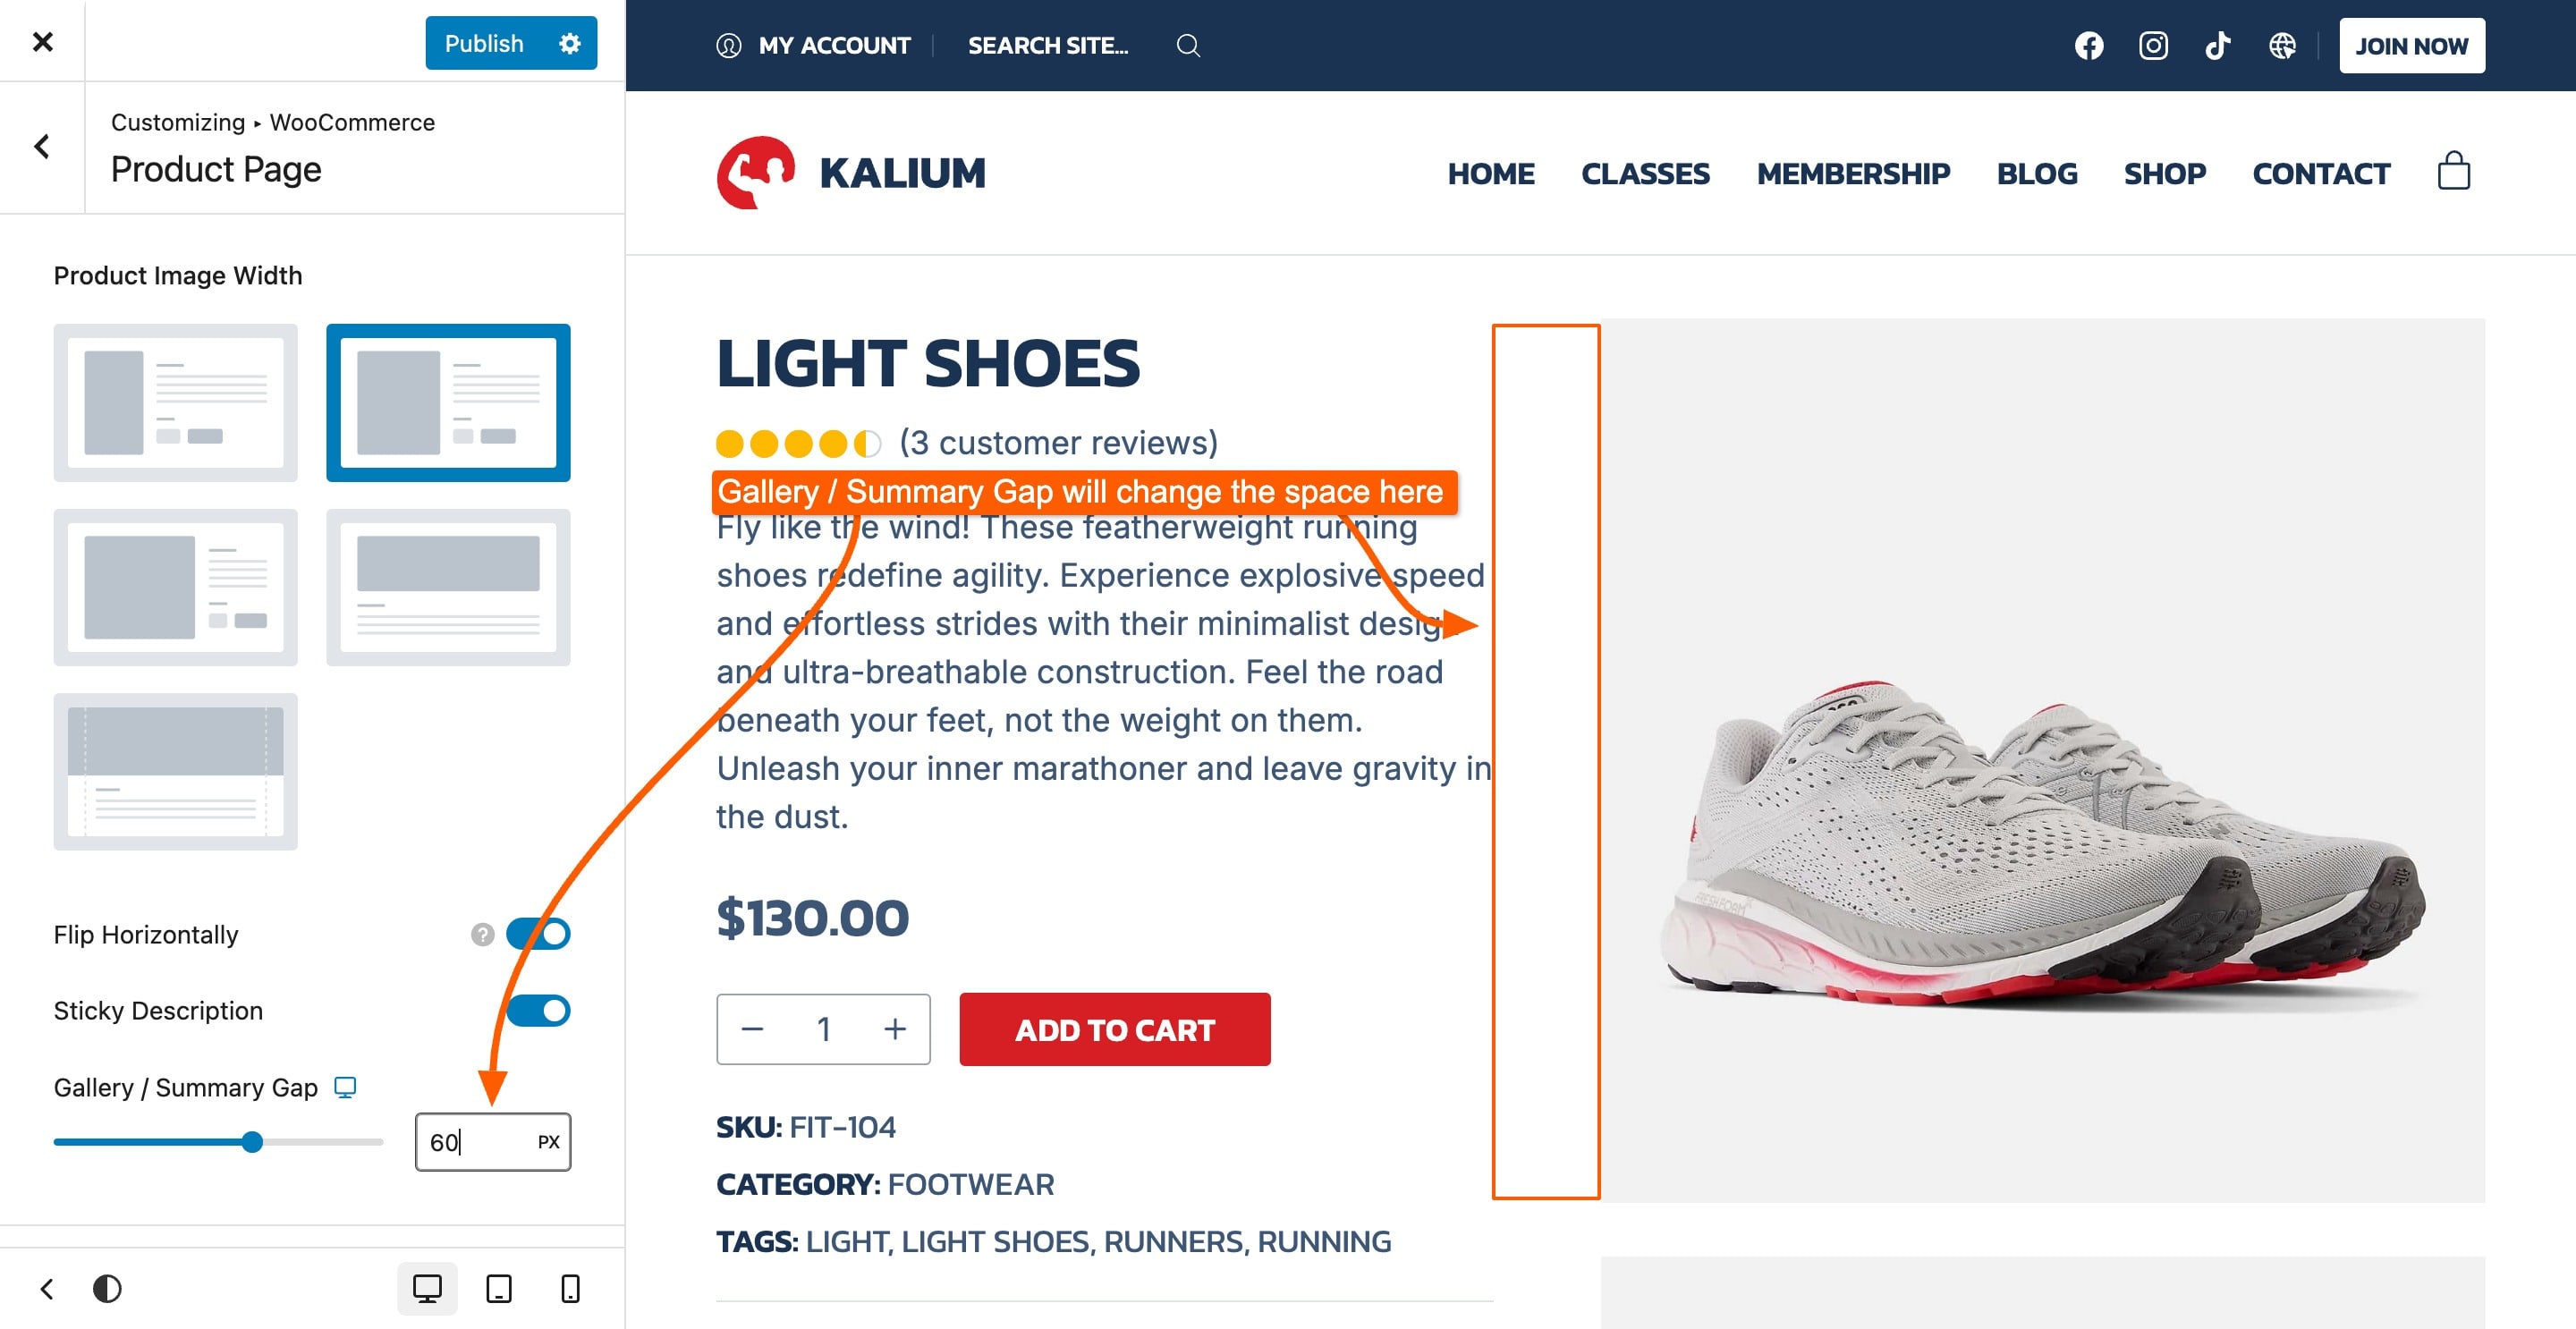 Publish
Customizing ▸ WooCommerce
Product Page
Product Image Width
Flip Horizontally
?
Sticky Description
Gallery / Summary Gap
60 PX
MY ACCOUNT
SEARCH SITE...
JOIN NOW
KALIUM
HOME CLASSES MEMBERSHIP BLOG SHOP CONTACT
LIGHT SHOES
(3 customer reviews)
Gallery / Summary Gap will change the space here
Fly like the wind! These featherweight running
shoes redefine agility. Experience explosive speed
and effortless strides with their minimalist design
and ultra-breathable construction. Feel the road
beneath your feet, not the weight on them.
Unleash your inner marathoner and leave gravity in
the dust.
$130.00
− 1 +
ADD TO CART
SKU: FIT-104
CATEGORY: FOOTWEAR
TAGS: LIGHT, LIGHT SHOES, RUNNERS, RUNNING
FRESH FOAM X